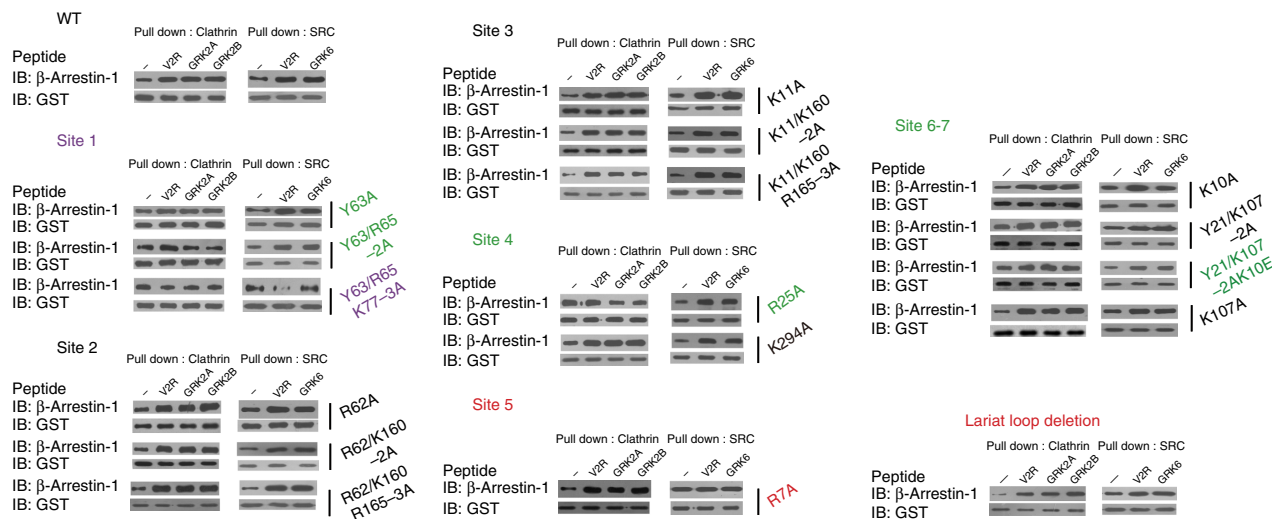 WT
Pull down : Clathrin Pull down : SRC
Peptide – V2R GRK2A GRK2B – V2R GRK6
IB: β-Arrestin-1
IB: GST
Site 1
Pull down : Clathrin Pull down : SRC
Peptide – V2R GRK2A GRK2B – V2R GRK6
IB: β-Arrestin-1
IB: GST
Y63A
IB: β-Arrestin-1
IB: GST
Y63/R65
–2A
IB: β-Arrestin-1
IB: GST
Y63/R65
K77–3A
Site 2
Pull down : Clathrin Pull down : SRC
Peptide – V2R GRK2A GRK2B – V2R GRK6
IB: β-Arrestin-1
IB: GST
R62A
IB: β-Arrestin-1
IB: GST
R62/K160
–2A
IB: β-Arrestin-1
IB: GST
R62/K160
R165–3A
Site 3
Pull down : Clathrin Pull down : SRC
Peptide – V2R GRK2A GRK2B – V2R GRK6
IB: β-Arrestin-1
IB: GST
K11A
IB: β-Arrestin-1
IB: GST
K11/K160
–2A
IB: β-Arrestin-1
IB: GST
K11/K160
R165–3A
Site 4
Pull down : Clathrin Pull down : SRC
Peptide – V2R GRK2A GRK2B – V2R GRK6
IB: β-Arrestin-1
IB: GST
R25A
IB: β-Arrestin-1
IB: GST
K294A
Site 5
Pull down : Clathrin Pull down : SRC
Peptide – V2R GRK2A GRK2B – V2R GRK6
IB: β-Arrestin-1
IB: GST
R7A
Site 6-7
Pull down : Clathrin Pull down : SRC
Peptide – V2R GRK2A GRK2B – V2R GRK6
IB: β-Arrestin-1
IB: GST
K10A
IB: β-Arrestin-1
IB: GST
Y21/K107
–2A
IB: β-Arrestin-1
IB: GST
Y21/K107
–2AK10E
IB: β-Arrestin-1
IB: GST
K107A
Lariat loop deletion
Pull down : Clathrin Pull down : SRC
Peptide – V2R GRK2A GRK2B – V2R GRK6
IB: β-Arrestin-1
IB: GST